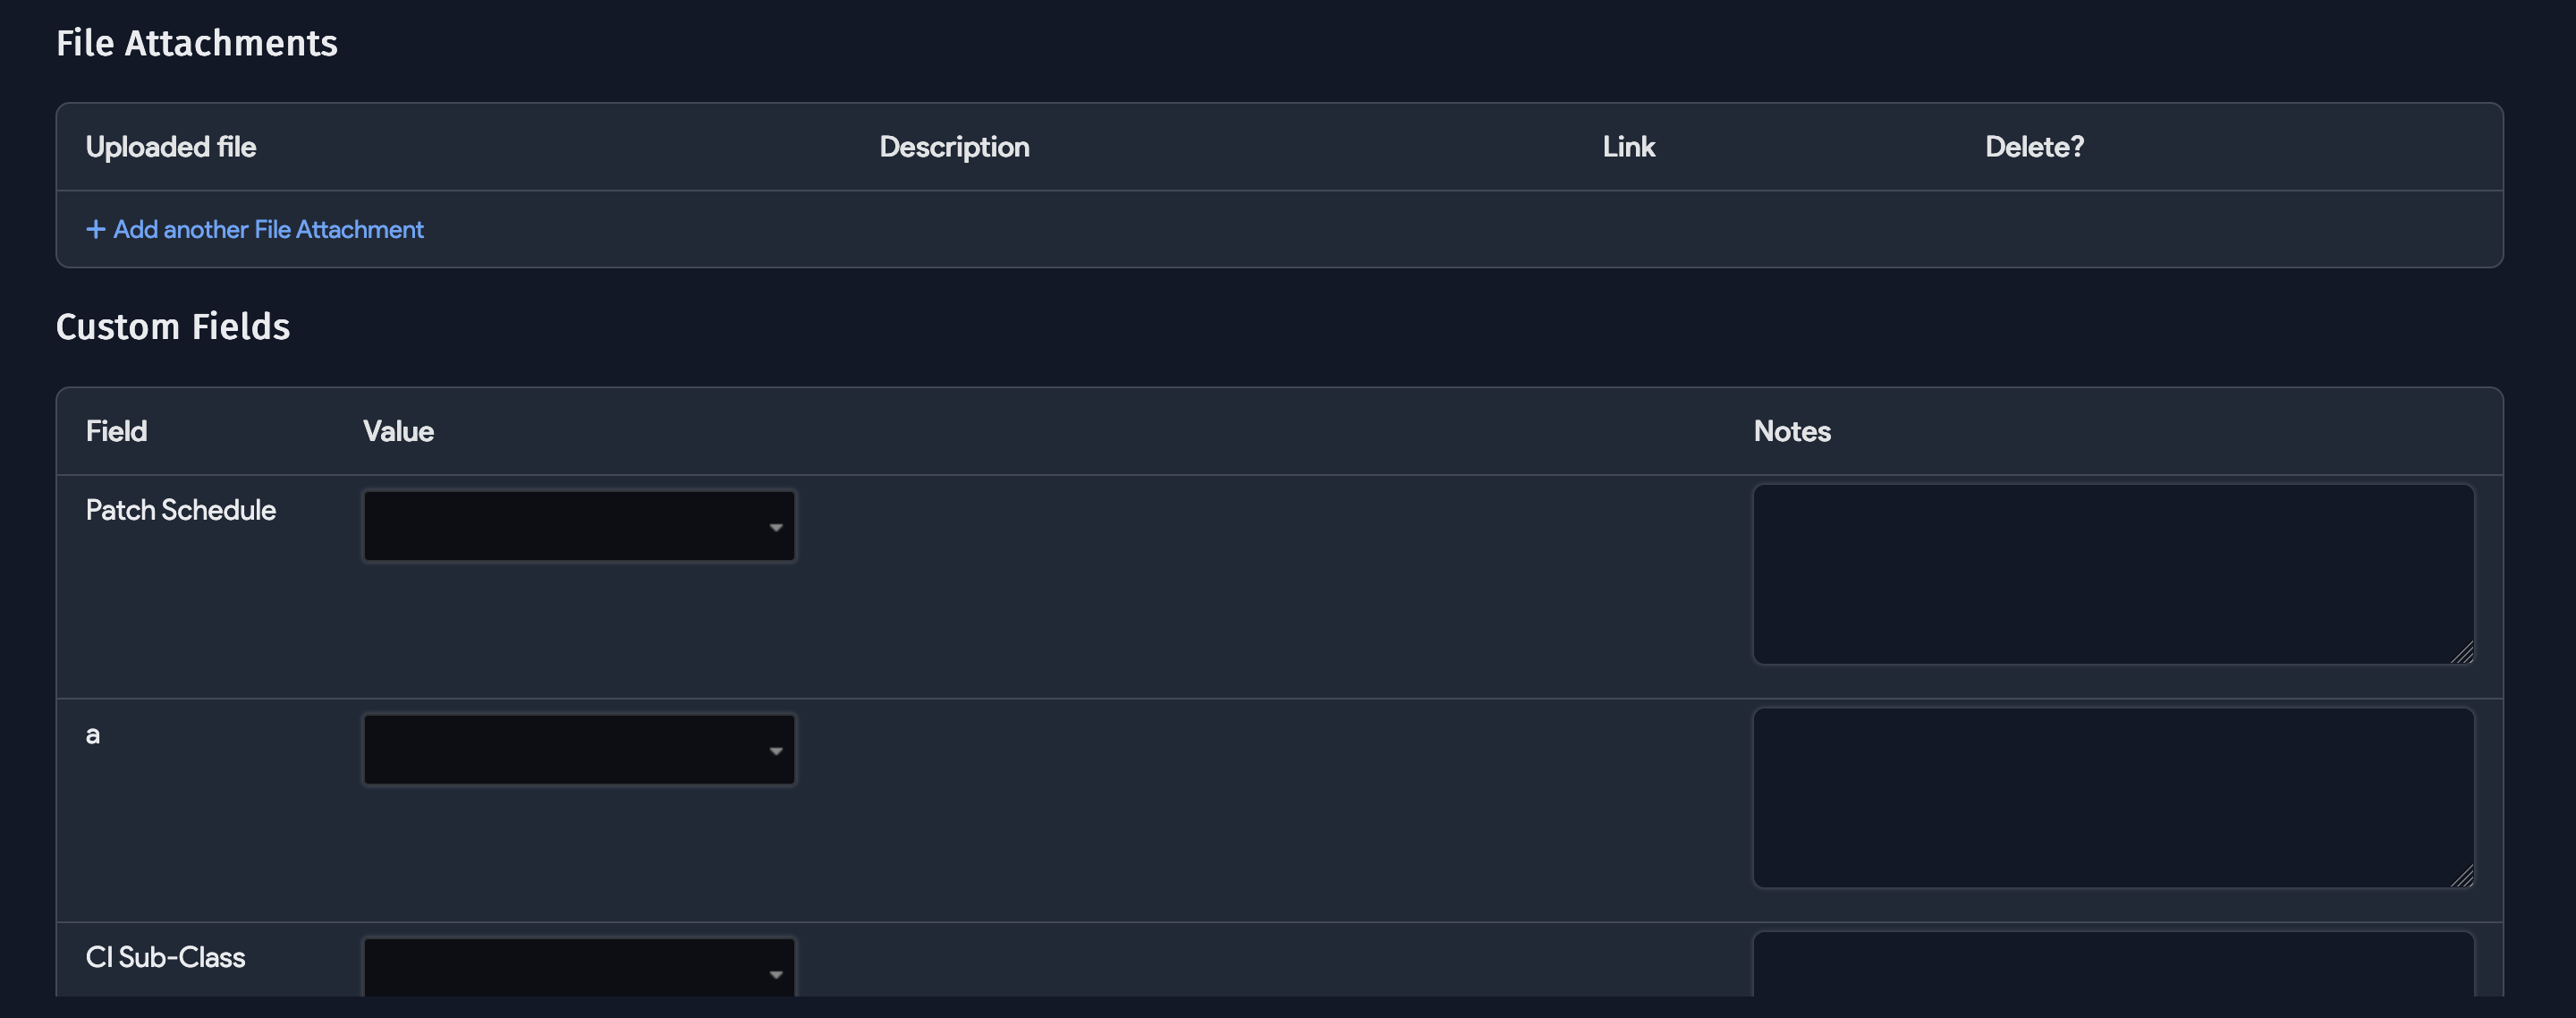 File Attachments
Uploaded file Description Link Delete?
+ Add another File Attachment
Custom Fields
Field Value Notes
Patch Schedule
a
CI Sub-Class